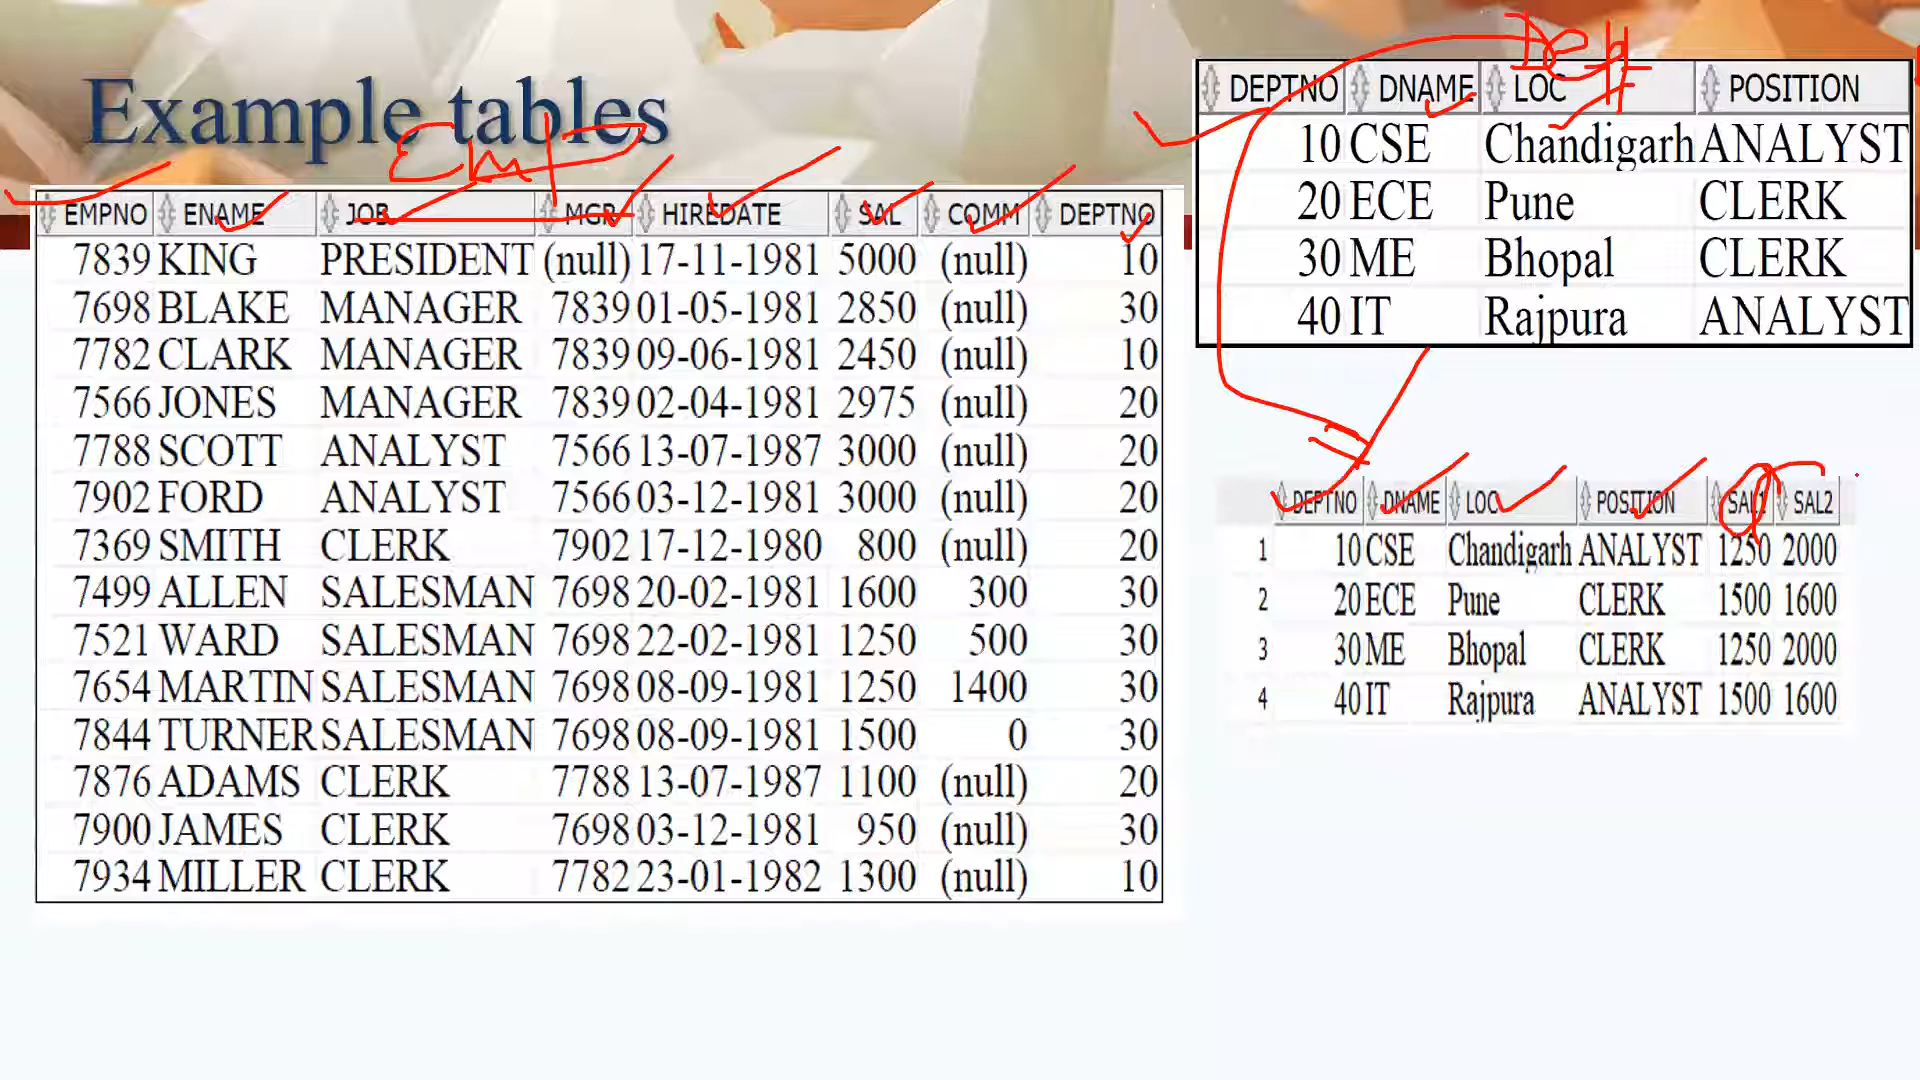 Example tables
Emp
EMPNO ENAME JOB MGR HIREDATE SAL COMM DEPTNO
7839 KING PRESIDENT (null) 17-11-1981 5000 (null) 10
7698 BLAKE MANAGER 7839 01-05-1981 2850 (null) 30
7782 CLARK MANAGER 7839 09-06-1981 2450 (null) 10
7566 JONES MANAGER 7839 02-04-1981 2975 (null) 20
7788 SCOTT ANALYST 7566 13-07-1987 3000 (null) 20
7902 FORD ANALYST 7566 03-12-1981 3000 (null) 20
7369 SMITH CLERK 7902 17-12-1980 800 (null) 20
7499 ALLEN SALESMAN 7698 20-02-1981 1600 300 30
7521 WARD SALESMAN 7698 22-02-1981 1250 500 30
7654 MARTIN SALESMAN 7698 08-09-1981 1250 1400 30
7844 TURNER SALESMAN 7698 08-09-1981 1500 0 30
7876 ADAMS CLERK 7788 13-07-1987 1100 (null) 20
7900 JAMES CLERK 7698 03-12-1981 950 (null) 30
7934 MILLER CLERK 7782 23-01-1982 1300 (null) 10
DEPTNO DNAME LOC POSITION
10 CSE Chandigarh ANALYST
20 ECE Pune CLERK
30 ME Bhopal CLERK
40 IT Rajpura ANALYST
DEPTNO DNAME LOC POSITION SAL1 SAL2
1 10 CSE Chandigarh ANALYST 1250 2000
2 20 ECE Pune CLERK 1500 1600
3 30 ME Bhopal CLERK 1250 2000
4 40 IT Rajpura ANALYST 1500 1600